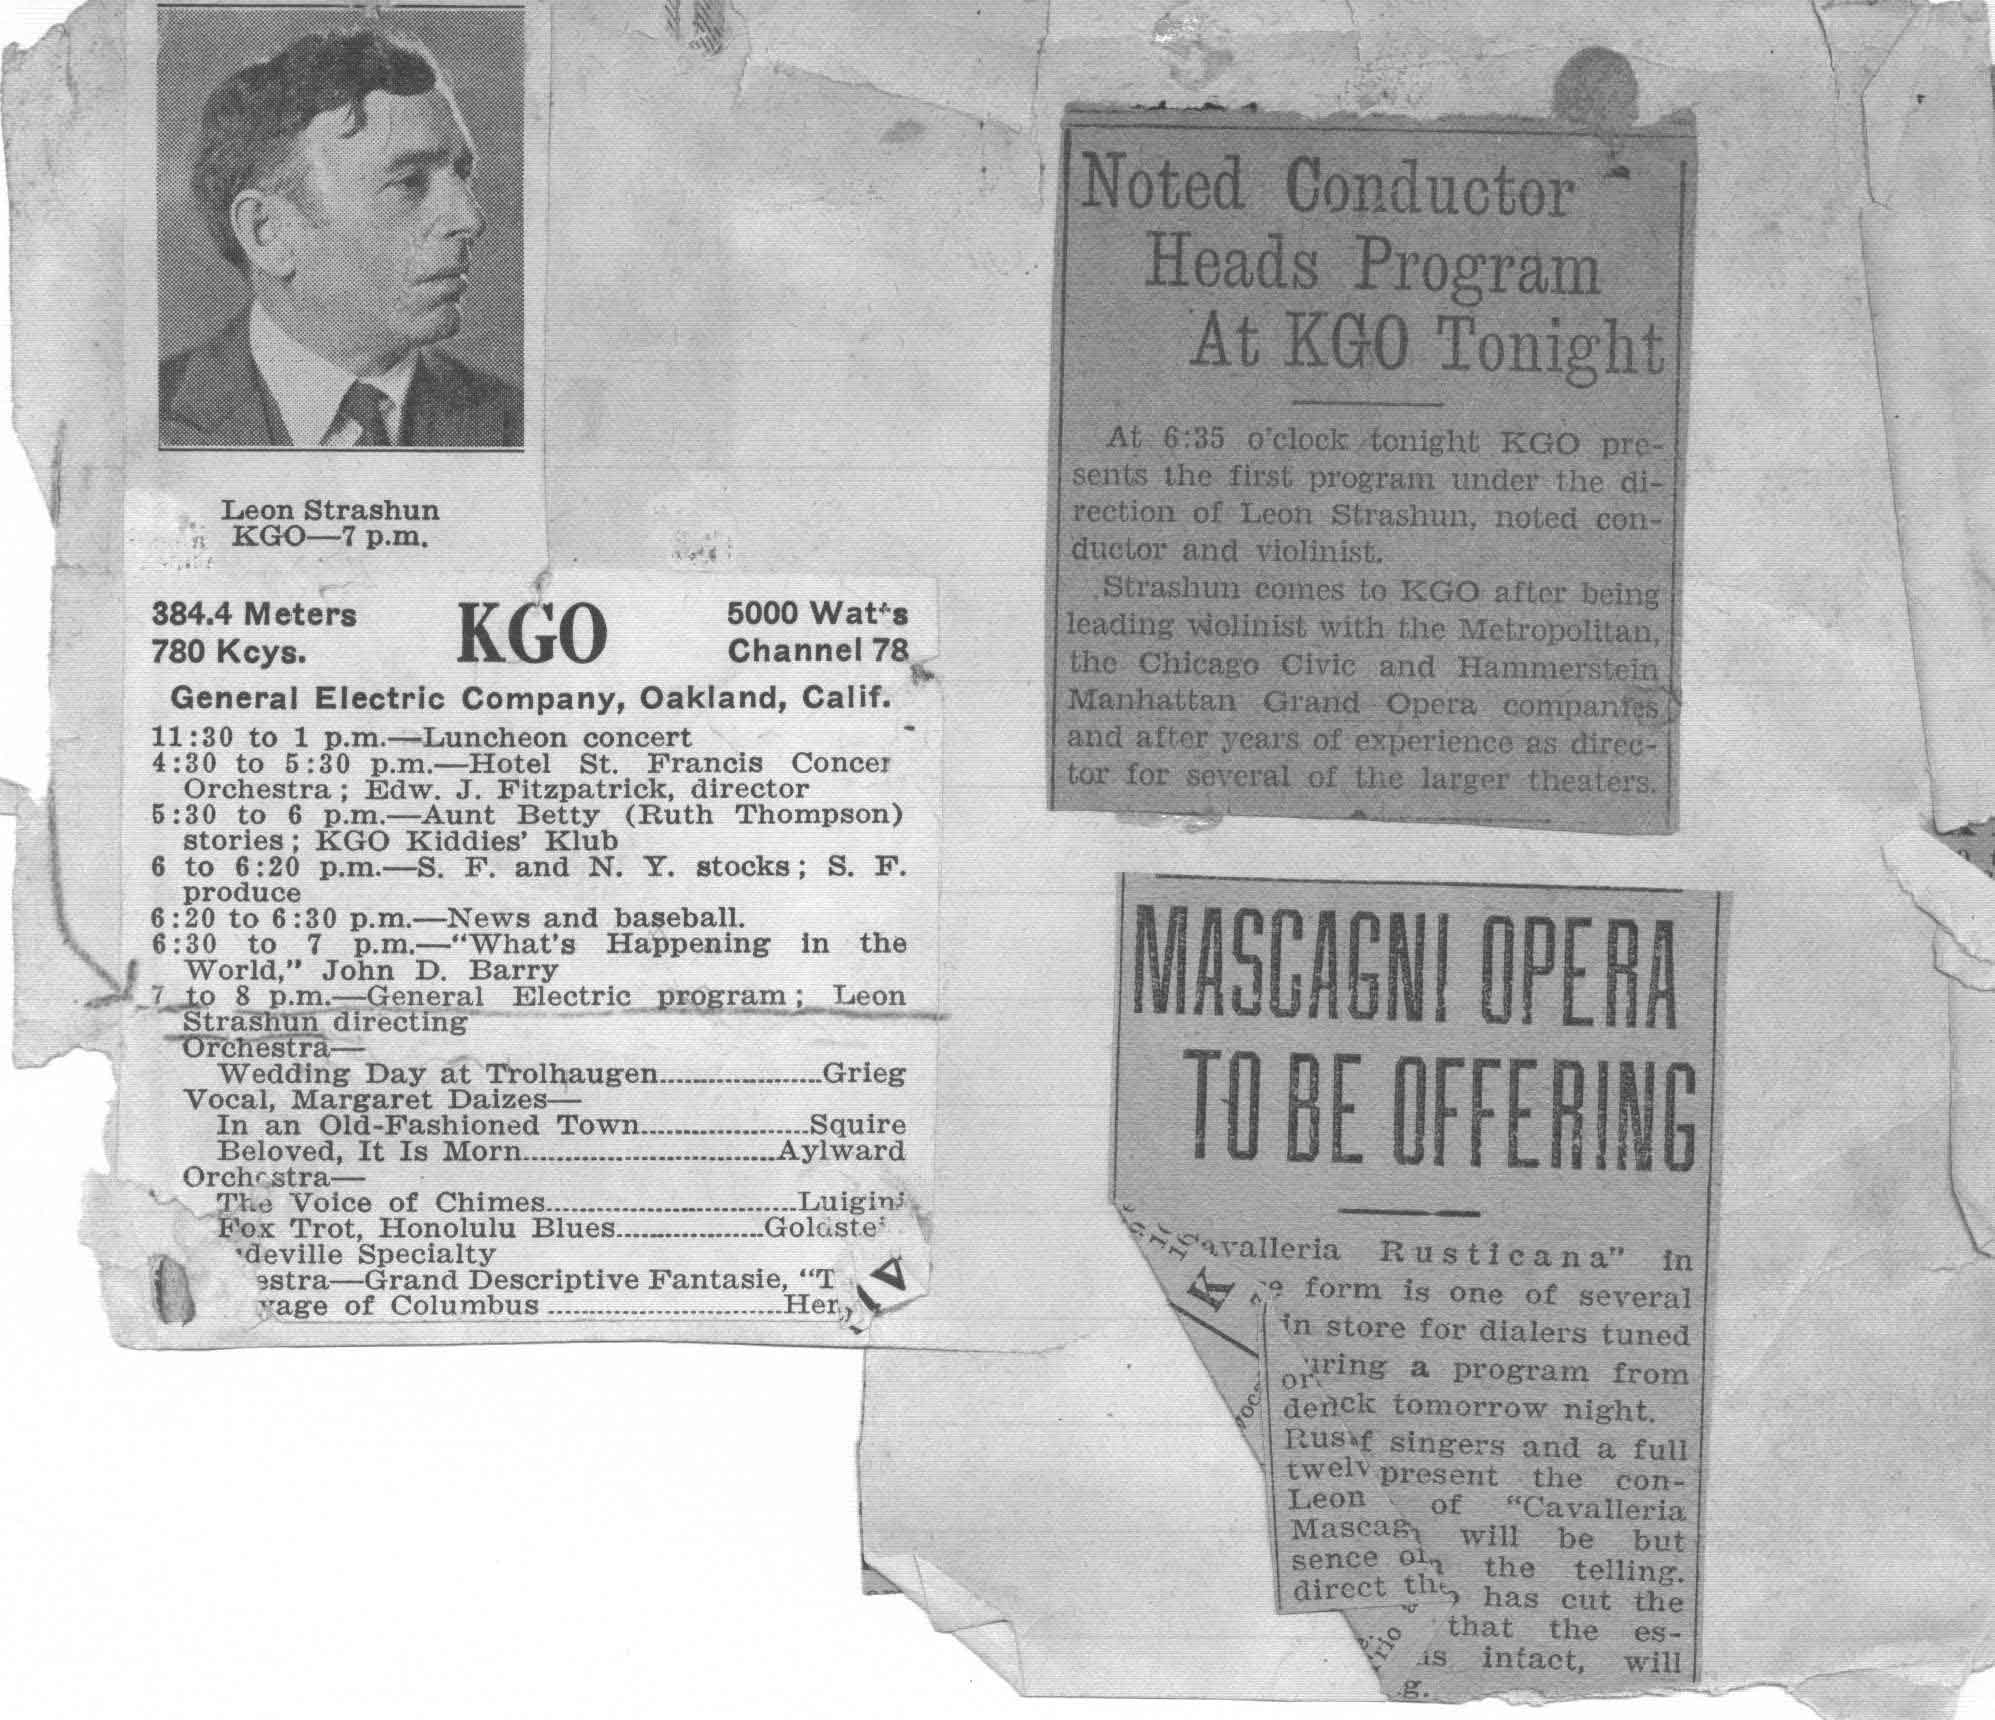 Leon Strashun
KGO—7 p.m.
384.4 Meters KGO 5000 Watts
780 Kcys. Channel 78
General Electric Company, Oakland, Calif.
11:30 to 1 p.m.—Luncheon concert
4:30 to 5:30 p.m.—Hotel St. Francis Concer
Orchestra; Edw. J. Fitzpatrick, director
5:30 to 6 p.m.—Aunt Betty (Ruth Thompson)
stories; KGO Kiddies' Klub
6 to 6:20 p.m.—S. F. and N. Y. stocks; S. F.
produce
6:20 to 6:30 p.m.—News and baseball.
6:30 to 7 p.m.—"What's Happening in the
World," John D. Barry
7 to 8 p.m.—General Electric program; Leon
Strashun directing
Orchestra—
Wedding Day at Trolhaugen....................Grieg
Vocal, Margaret Daizes—
In an Old-Fashioned Town....................Squire
Beloved, It Is Morn..............................Aylward
Orchestra—
The Voice of Chimes..............................Luigini
Fox Trot, Honolulu Blues.................Goldste
deville Specialty
estra—Grand Descriptive Fantasie, "T
yage of Columbus ............................Her
Noted Conductor
Heads Program
At KGO Tonight
At 6:35 o'clock tonight KGO pre-
sents the first program under the di-
rection of Leon Strashun, noted con-
ductor and violinist.
Strashun comes to KGO after being
leading violinist with the Metropolitan,
the Chicago Civic and Hammerstein
Manhattan Grand Opera companies
and after years of experience as direc-
tor for several of the larger theaters.
MASCAGNI OPERA
TO BE OFFERING
avalleria Rusticana" in
form is one of several
in store for dialers tuned
uring a program from
ck tomorrow night.
f singers and a full
present the con-
of "Cavalleria
will be but
the telling.
has cut the
that the es-
is intact, will
g.
or
den
Rus
twelv
Leon
Mascag
sence of
direct the